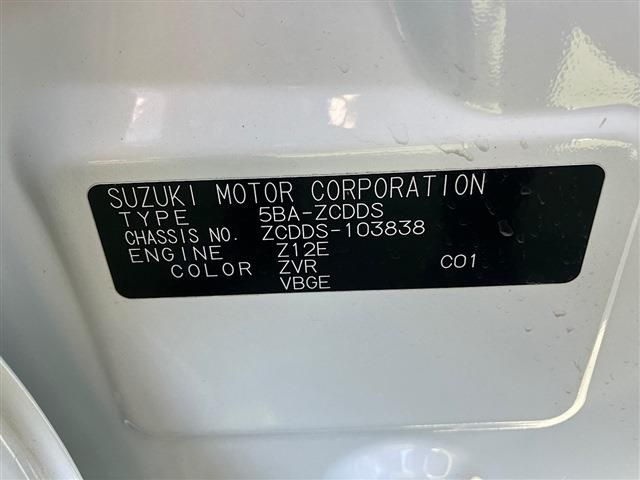 SUZUKI MOTOR CORPORATION
TYPE 5BA-ZCDDS
CHASSIS NO. ZCDDS-103838
ENGINE Z12E
COLOR ZVR C01
VBGE